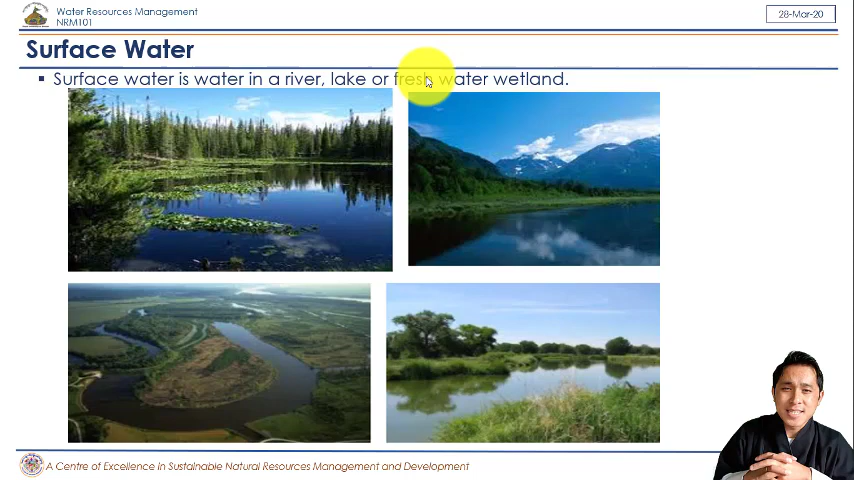 Water Resources Management
NRM101
28-Mar-20
Surface Water
▪ Surface water is water in a river, lake or fresh water wetland.
A Centre of Excellence in Sustainable Natural Resources Management and Development